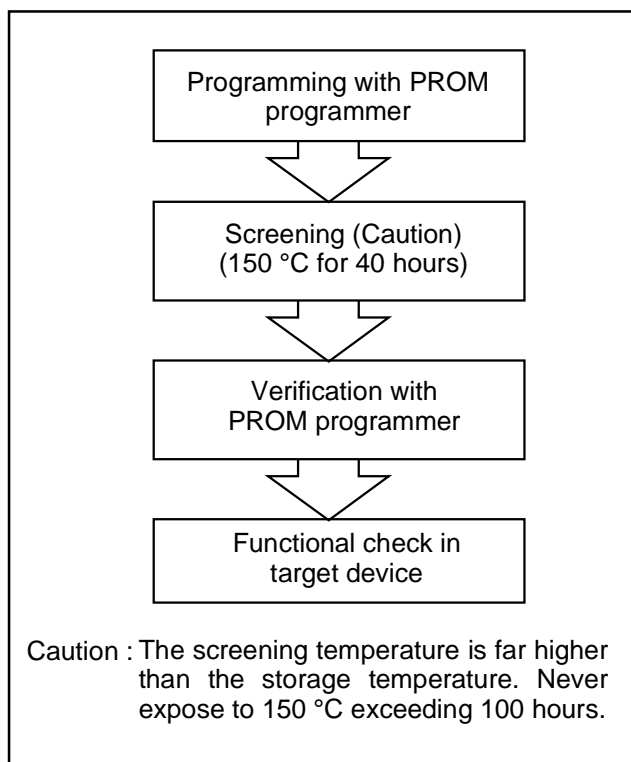 Programming with PROM
programmer
Screening (Caution)
(150 °C for 40 hours)
Verification with
PROM programmer
Functional check in
target device
Caution : The screening temperature is far higher
than the storage temperature. Never
expose to 150 °C exceeding 100 hours.